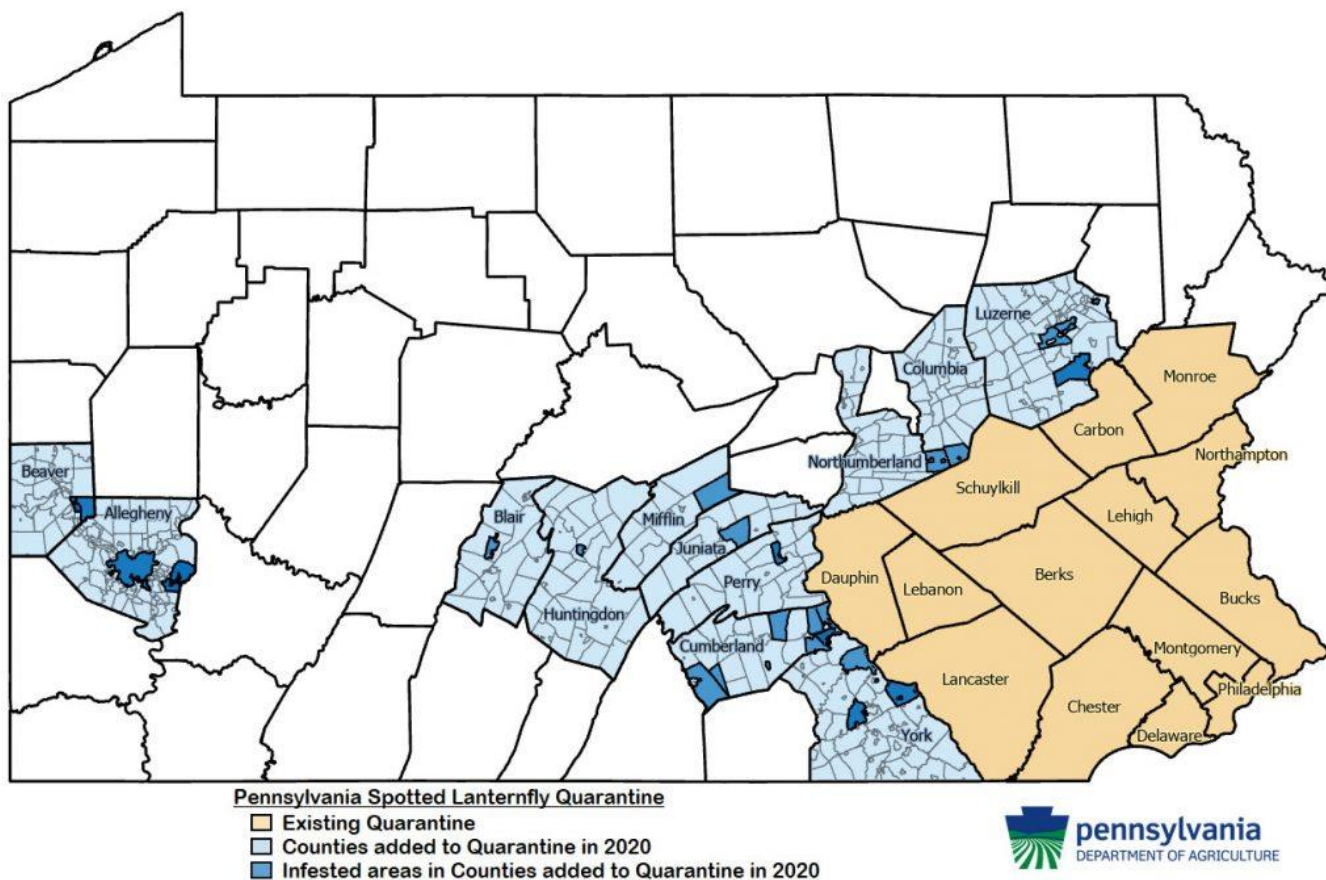 Luzerne
Monroe
Columbia
Carbon
Northampton
Beaver
Northumberland
Schuylkill
Allegheny
Blair
Mifflin
Lehigh
Juniata
Perry
Dauphin
Lebanon
Berks
Bucks
Huntingdon
Cumberland
Montgomery
Lancaster
Philadelphia
Chester
York
Delaware
Pennsylvania Spotted Lanternfly Quarantine
Existing Quarantine
Counties added to Quarantine in 2020
Infested areas in Counties added to Quarantine in 2020
pennsylvania
DEPARTMENT OF AGRICULTURE